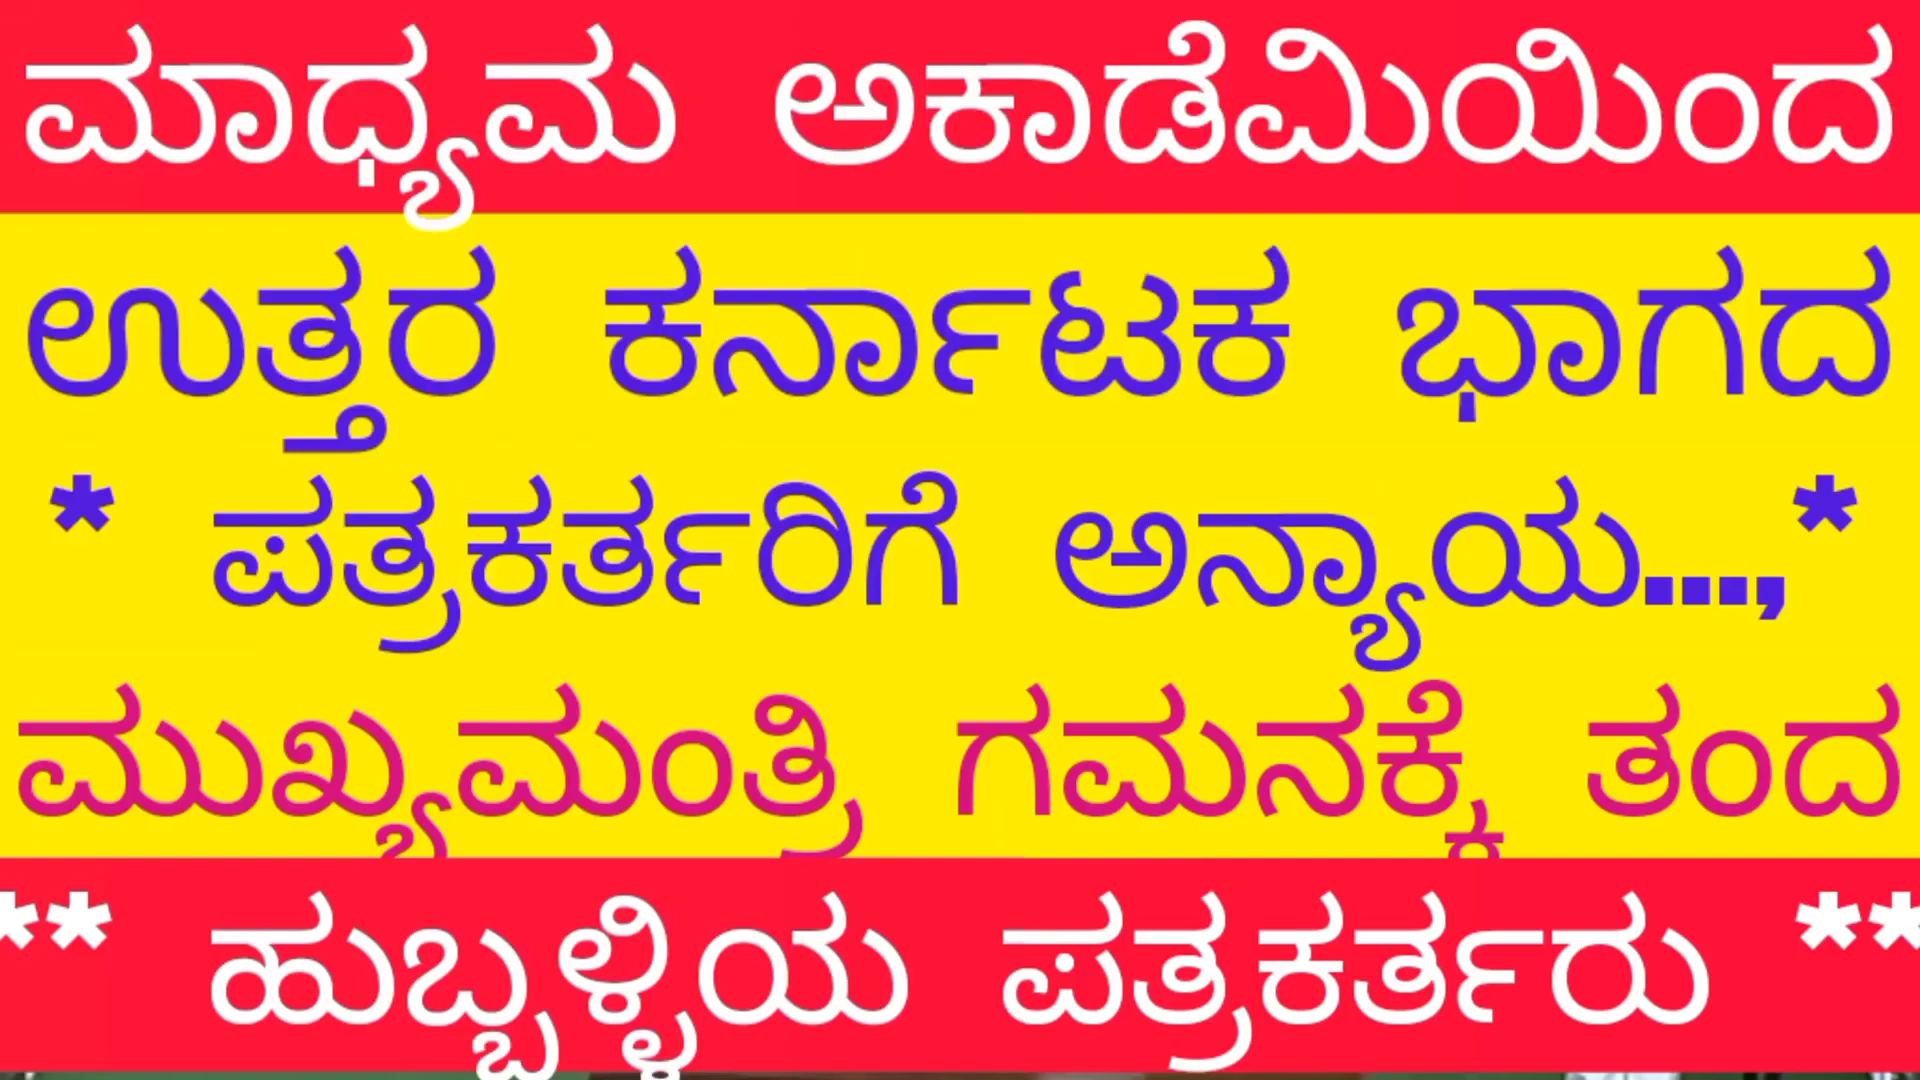 ಮಾಧ್ಯಮ ಅಕಾಡೆಮಿಯಿಂದ
ಉತ್ತರ ಕರ್ನಾಟಕ ಭಾಗದ
* ಪತ್ರಕರ್ತರಿಗೆ ಅನ್ಯಾಯ...,*
ಮುಖ್ಯಮಂತ್ರಿ ಗಮನಕ್ಕೆ ತಂದ
** ಹುಬ್ಬಳ್ಳಿಯ ಪತ್ರಕರ್ತರು **